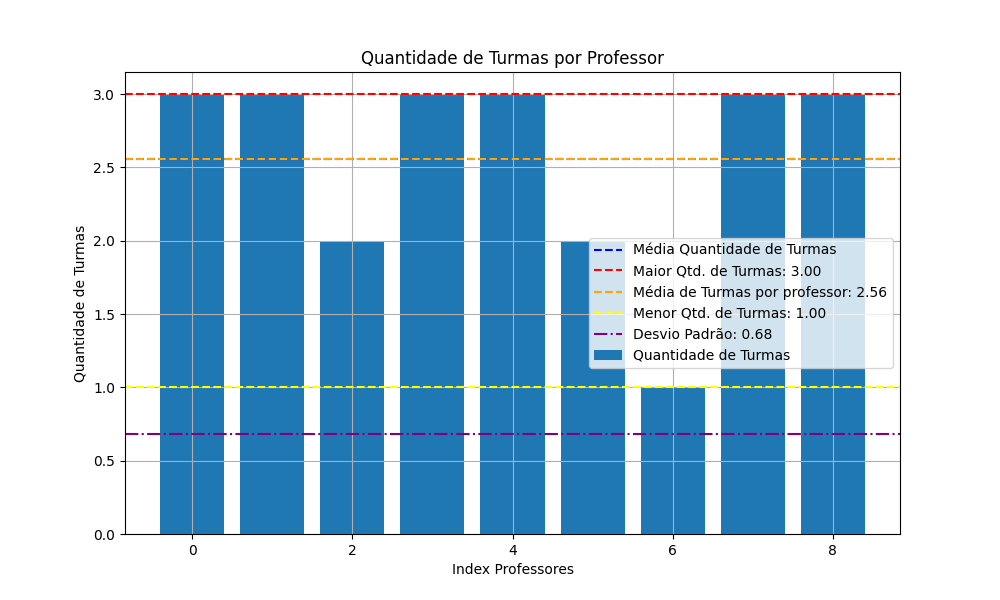 Quantidade de Turmas por Professor
Quantidade de Turmas
3.0
2.5
2.0
1.5
1.0
0.5
0.0
Média Quantidade de Turmas
Maior Qtd. de Turmas: 3.00
Média de Turmas por professor: 2.56
Menor Qtd. de Turmas: 1.00
Desvio Padrão: 0.68
Quantidade de Turmas
0 2 4 6 8
Index Professores